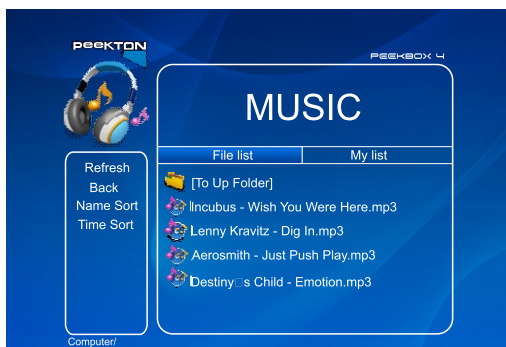 PEEKTON
PEEKBOX 4
MUSIC
File list
My list
Refresh
Back
Name Sort
Time Sort
[To Up Folder]
Incubus - Wish You Were Here.mp3
Lenny Kravitz - Dig In.mp3
Aerosmith - Just Push Play.mp3
Destiny□s Child - Emotion.mp3
Computer/